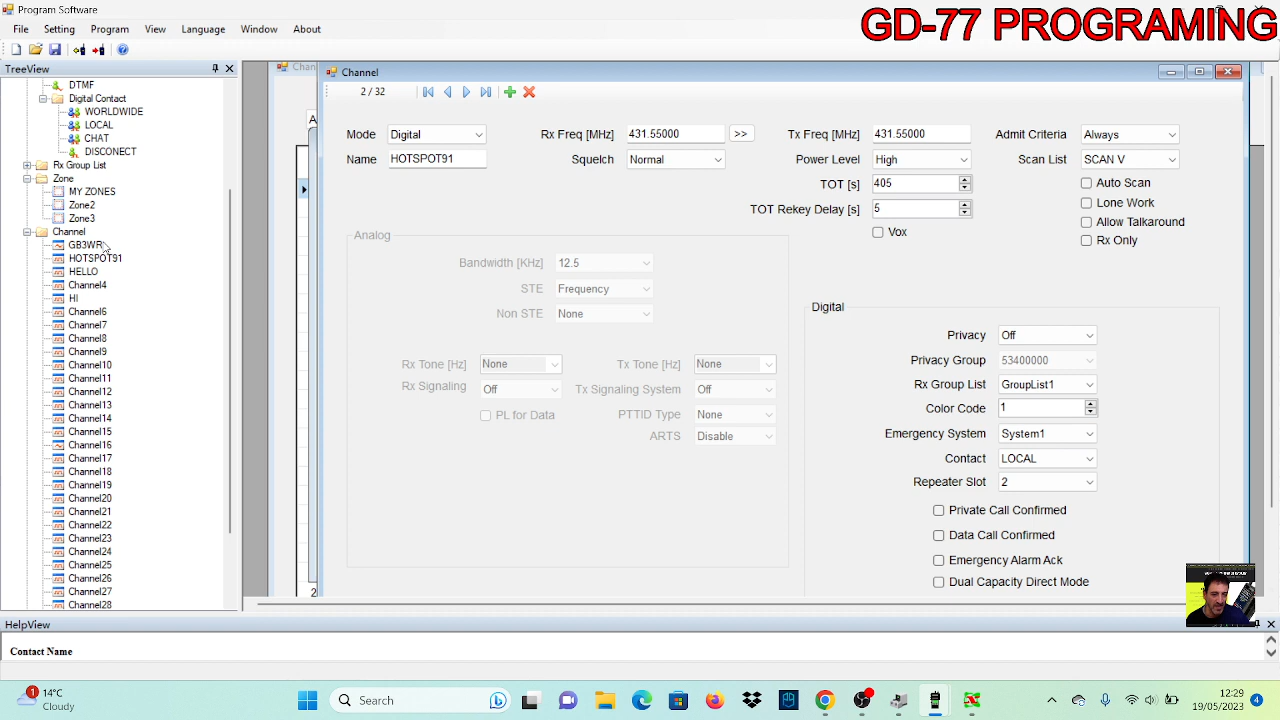 Program Software
GD-77 PROGRAMING
File Setting Program View Language Window About
TreeView
DTMF
Digital Contact
WORLDWIDE
LOCAL
CHAT
DISCONECT
Rx Group List
Zone
MY ZONES
Zone2
Zone3
Channel
GB3WR
HOTSPOT91
HELLO
Channel4
HI
Channel6
Channel7
Channel8
Channel9
Channel10
Channel11
Channel12
Channel13
Channel14
Channel15
Channel16
Channel17
Channel18
Channel19
Channel20
Channel21
Channel22
Channel23
Channel24
Channel25
Channel26
Channel27
Channel28
Chann
A
2
Channel
2 / 32
Mode Digital Rx Freq [MHz] 431.55000 >> Tx Freq [MHz] 431.55000 Admit Criteria Always
Name HOTSPOT91 Squelch Normal Power Level High Scan List SCAN V
TOT [s] 405 Auto Scan
TOT Rekey Delay [s] 5 Lone Work
Vox Allow Talkaround
Rx Only
Analog
Bandwidth [KHz] 12.5
STE Frequency
Non STE None
Rx Tone [Hz] None Tx Tone [Hz] None
Rx Signaling Off Tx Signaling System Off
PL for Data PTTID Type None
ARTS Disable
Digital
Privacy Off
Privacy Group 53400000
Rx Group List GroupList1
Color Code 1
Emergency System System1
Contact LOCAL
Repeater Slot 2
Private Call Confirmed
Data Call Confirmed
Emergency Alarm Ack
Dual Capacity Direct Mode
HelpView
Contact Name
1
14°C
Cloudy
Search
12:29
19/05/2023
4